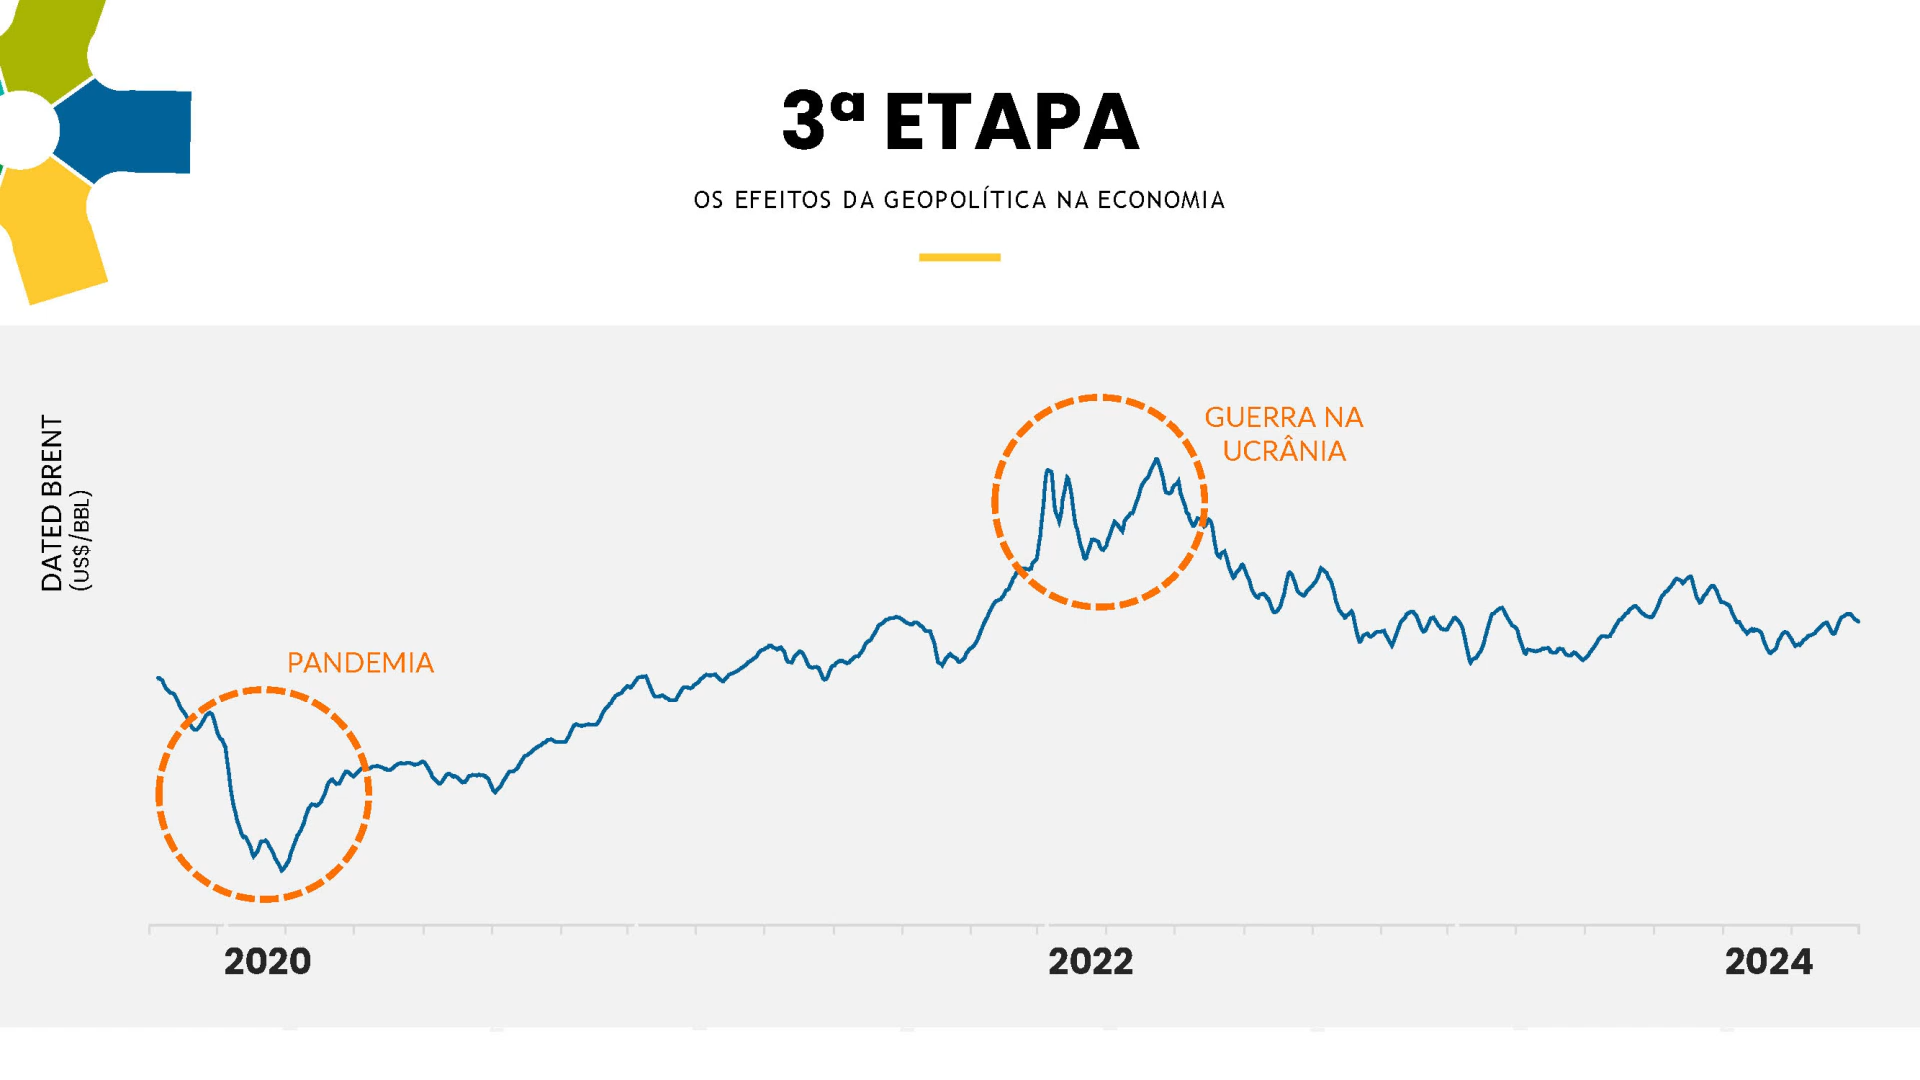 3ª ETAPA
OS EFEITOS DA GEOPOLÍTICA NA ECONOMIA
DATED BRENT
(US$/BBL)
GUERRA NA
UCRÂNIA
PANDEMIA
2020
2022
2024